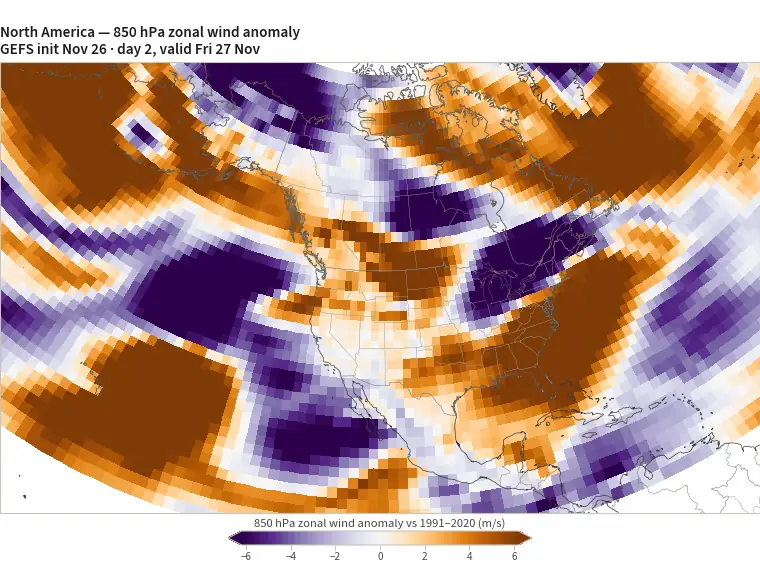 North America — 850 hPa zonal wind anomaly
GEFS init Nov 26 · day 2, valid Fri 27 Nov
850 hPa zonal wind anomaly vs 1991–2020 (m/s)
−6 −4 −2 0 2 4 6